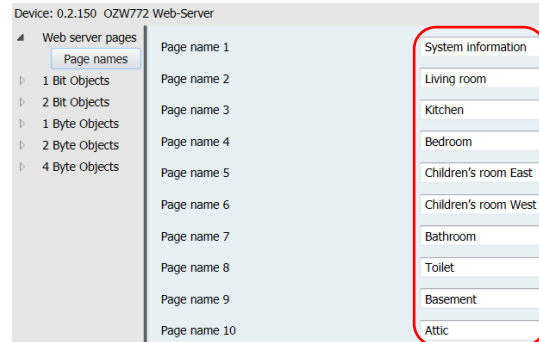 Device: 0.2.150 OZW772 Web-Server
Web server pages
Page names
1 Bit Objects
2 Bit Objects
1 Byte Objects
2 Byte Objects
4 Byte Objects
Page name 1 System information
Page name 2 Living room
Page name 3 Kitchen
Page name 4 Bedroom
Page name 5 Children's room East
Page name 6 Children's room West
Page name 7 Bathroom
Page name 8 Toilet
Page name 9 Basement
Page name 10 Attic